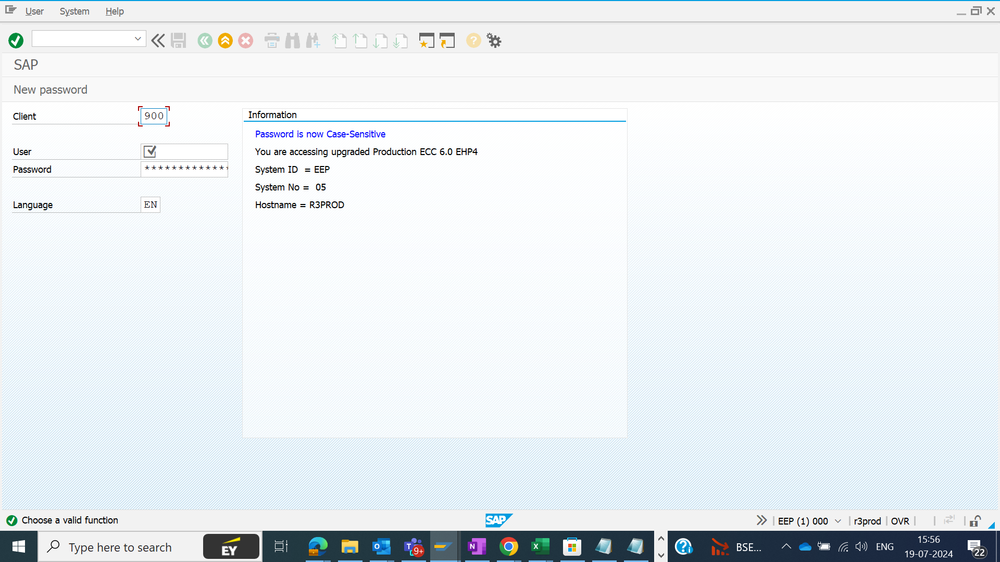 User System Help
SAP
New password
Client 900
User
Password *************
Language EN
Information
Password is now Case-Sensitive
You are accessing upgraded Production ECC 6.0 EHP4
System ID = EEP
System No = 05
Hostname = R3PROD
Choose a valid function
SAP
EEP (1) 000
r3prod
OVR
Type here to search
EY
9+
BSE...
ENG
15:56
19-07-2024
22